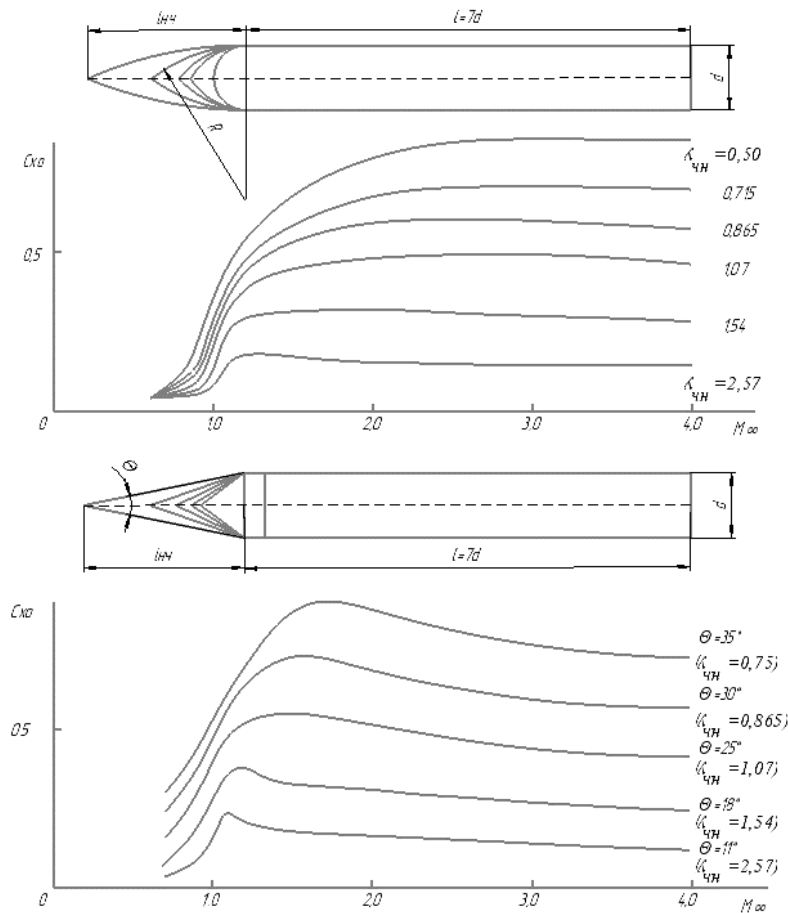 lнч
l=7d
d
R
Cxo
Kчн =0,50
0,715
0,865
0,5
1,07
1,54
Kчн =2,57
0
1,0
2,0
3,0
4,0
M∞
Θ
d
lнч
l=7d
Cxo
Θ=35°
(Kчн =0,75)
Θ=30°
0.5
(Kчн =0,865)
Θ=25°
(Kчн =1,07)
Θ=18°
(Kчн =1,54)
Θ=11°
(Kчн =2,57)
0
1,0
2,0
3,0
4,0
M∞